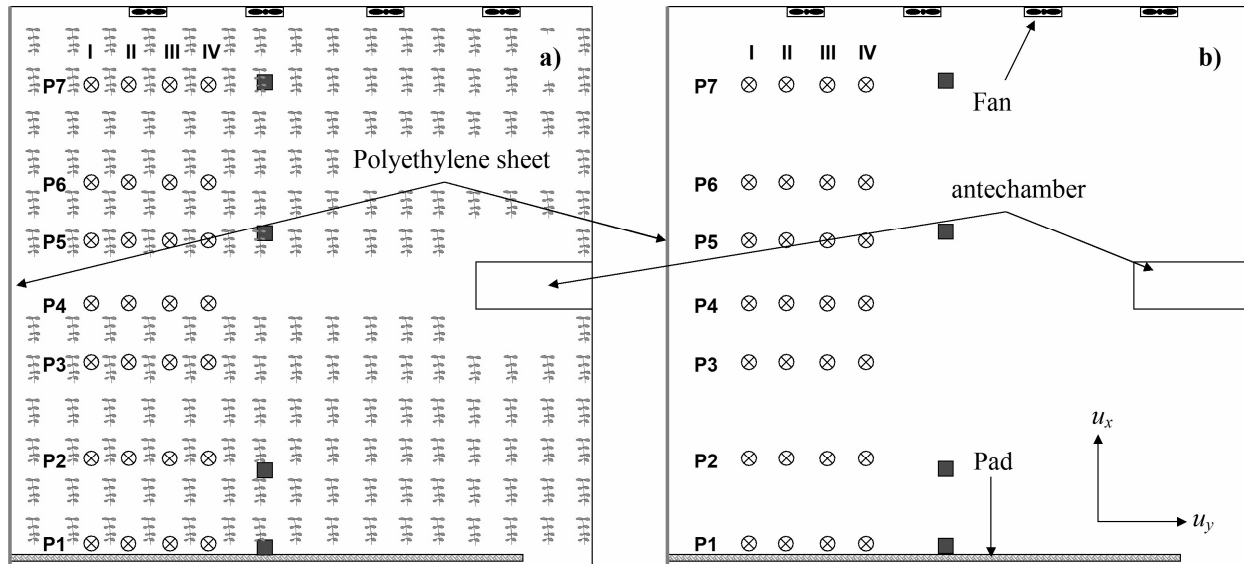 I II III IV
a)
P7
P6
Polyethylene sheet
P5
P4
P3
P2
P1
I II III IV
b)
P7
Fan
P6
antechamber
P5
P4
P3
uₓ
P2
Pad
u_y
P1